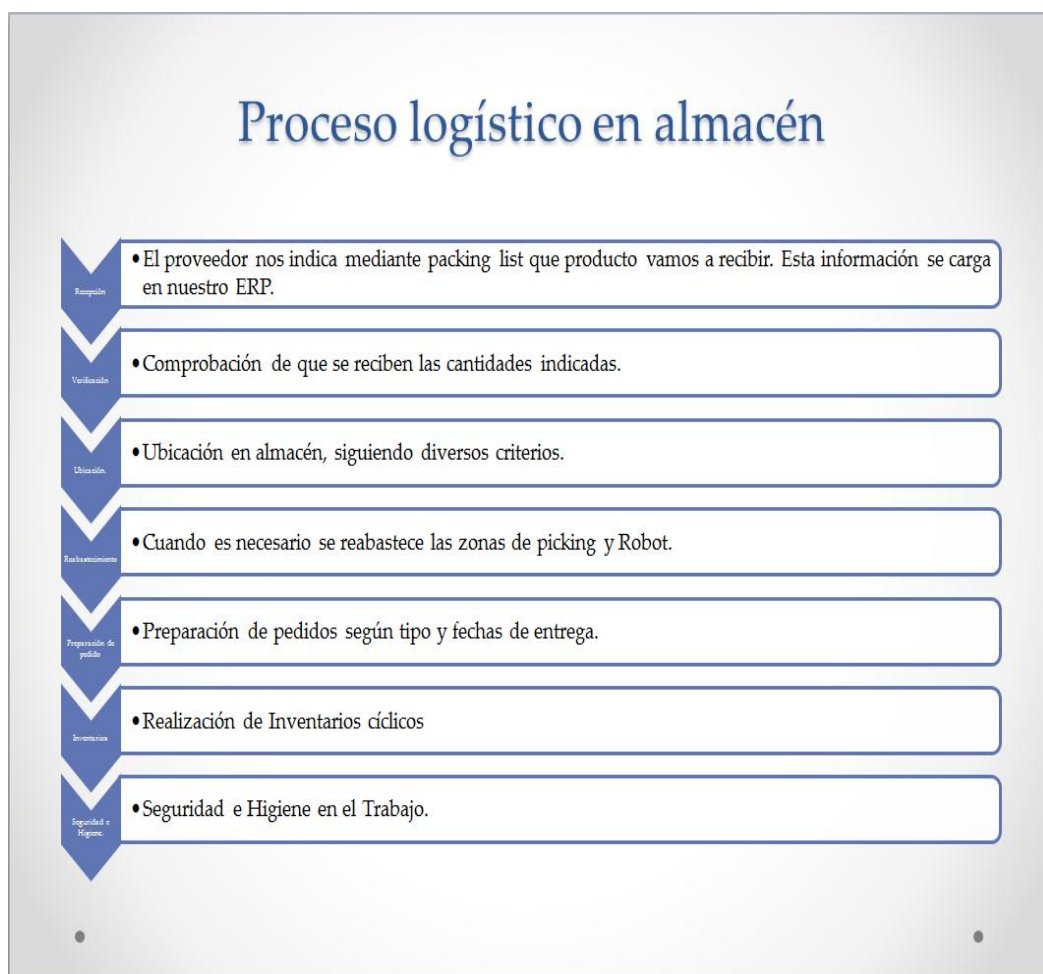 Proceso logístico en almacén
Recepción
• El proveedor nos indica mediante packing list que producto vamos a recibir. Esta información se carga
en nuestro ERP.
Verificación
• Comprobación de que se reciben las cantidades indicadas.
Ubicación.
• Ubicación en almacén, siguiendo diversos criterios.
Reabastecimiento
• Cuando es necesario se reabastece las zonas de picking y Robot.
Preparación de
pedido
• Preparación de pedidos según tipo y fechas de entrega.
Inventarios
• Realización de Inventarios cíclicos
Seguridad e
Higiene.
• Seguridad e Higiene en el Trabajo.